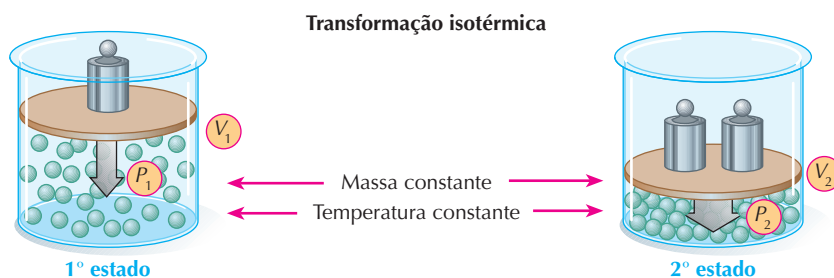 Transformação isotérmica
V1
P1
Massa constante
Temperatura constante
V2
P2
1º estado
2º estado